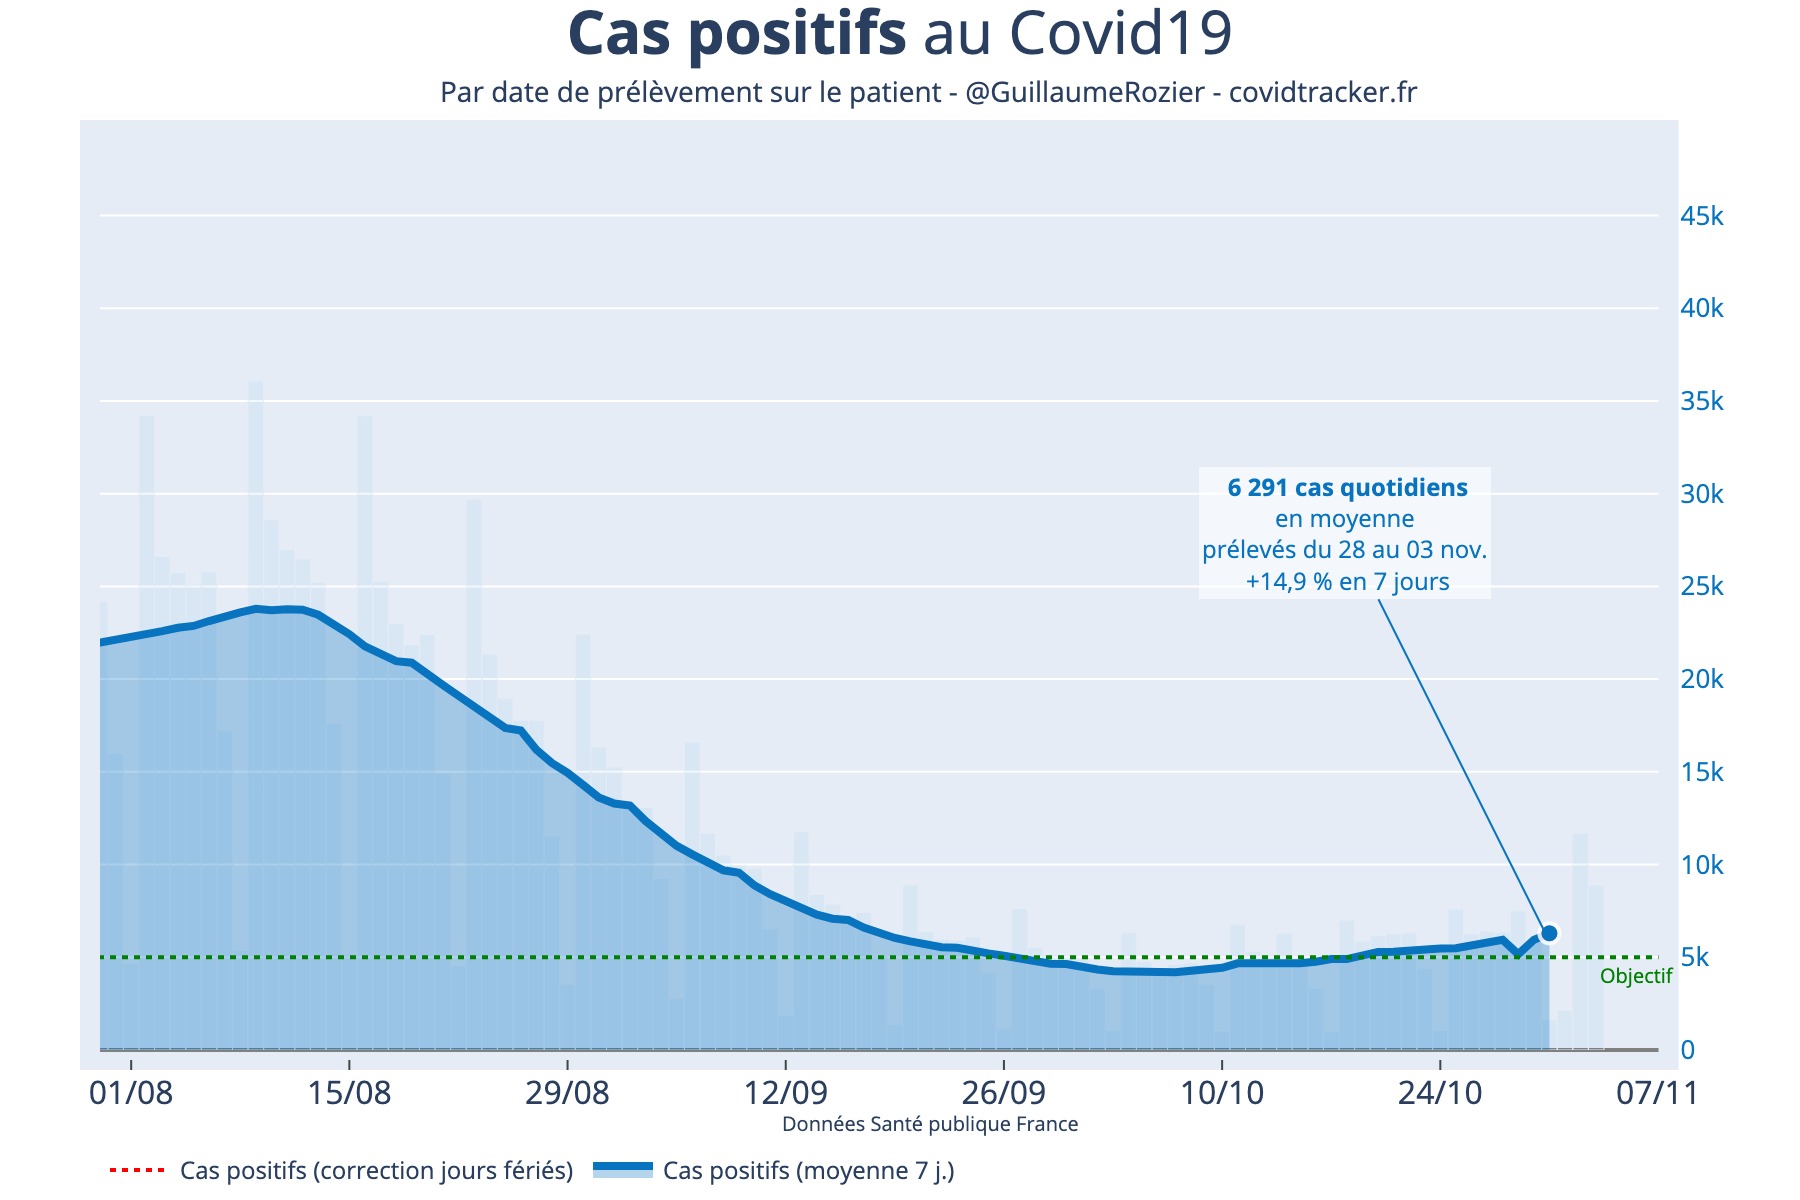 Cas positifs au Covid19
Par date de prélèvement sur le patient - @GuillaumeRozier - covidtracker.fr
45k
40k
35k
30k
25k
20k
15k
10k
5k
0
6 291 cas quotidiens
en moyenne
prélevés du 28 au 03 nov.
+14,9 % en 7 jours
Objectif
01/08 15/08 29/08 12/09 26/09 10/10 24/10 07/11
Données Santé publique France
Cas positifs (correction jours fériés) Cas positifs (moyenne 7 j.)